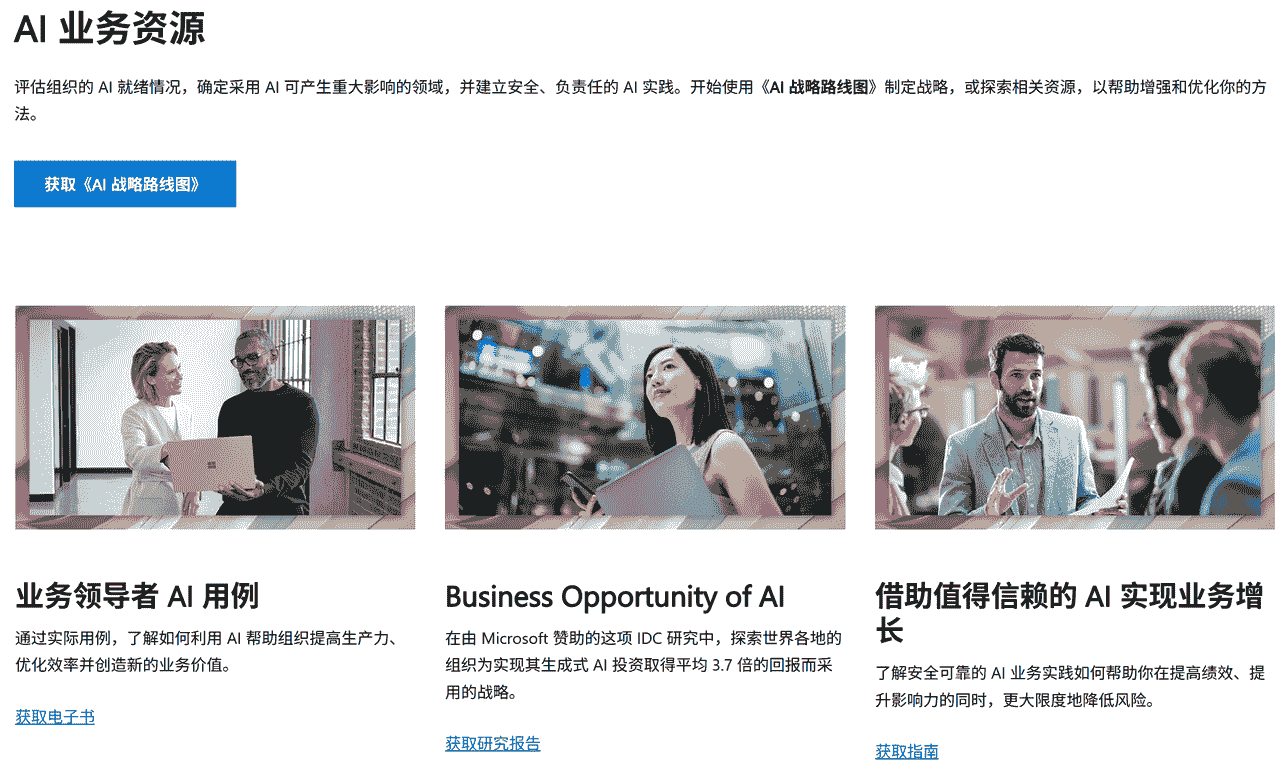 AI 业务资源
评估组织的 AI 就绪情况，确定采用 AI 可产生重大影响的领域，并建立安全、负责任的 AI 实践。开始使用《AI 战略路线图》制定战略，或探索相关资源，以帮助增强和优化你的方
法。
获取《AI 战略路线图》
业务领导者 AI 用例
通过实际用例，了解如何利用 AI 帮助组织提高生产力、
优化效率并创造新的业务价值。
获取电子书
Business Opportunity of AI
在由 Microsoft 赞助的这项 IDC 研究中，探索世界各地的
组织为实现其生成式 AI 投资取得平均 3.7 倍的回报而采
用的战略。
获取研究报告
借助值得信赖的 AI 实现业务增
长
了解安全可靠的 AI 业务实践如何帮助你在提高绩效、提
升影响力的同时，更大限度地降低风险。
获取指南